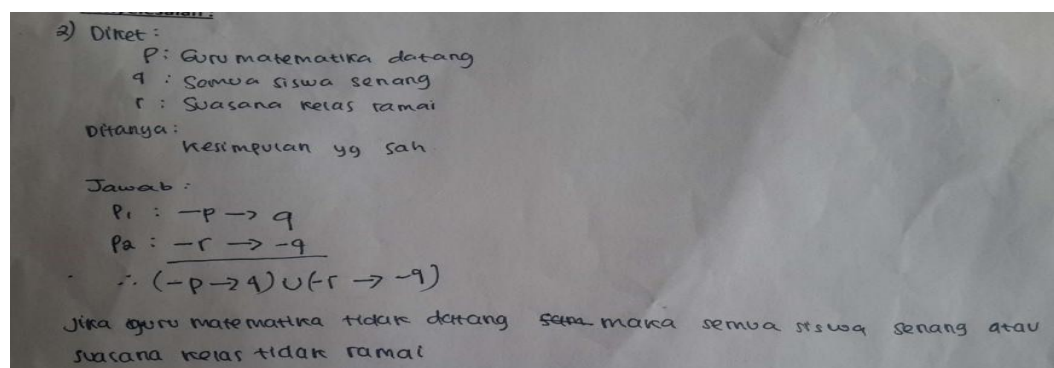 2) Diket :
p : Guru matematika datang
q : Semua siswa senang
r : Suasana kelas ramai
Ditanya :
Kesimpulan yg sah
Jawab :
P₁ : -p -> q
P₂ : -r -> -q
∴ (-p -> q) ∪ (-r -> -q)
Jika guru matematika tidak datang maka semua siswa senang atau
suasana kelas tidak ramai